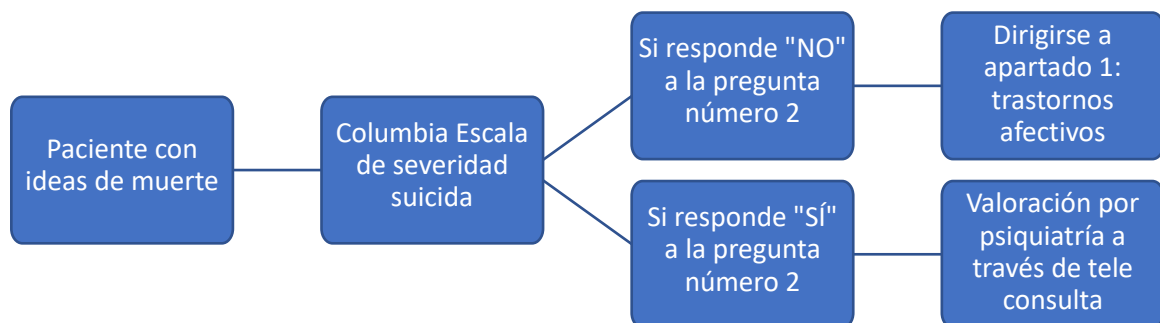 Paciente con
ideas de muerte
Columbia Escala
de severidad
suicida
Si responde "NO"
a la pregunta
número 2
Dirigirse a
apartado 1:
trastornos
afectivos
Si responde "SÍ"
a la pregunta
número 2
Valoración por
psiquiatría a
través de tele
consulta